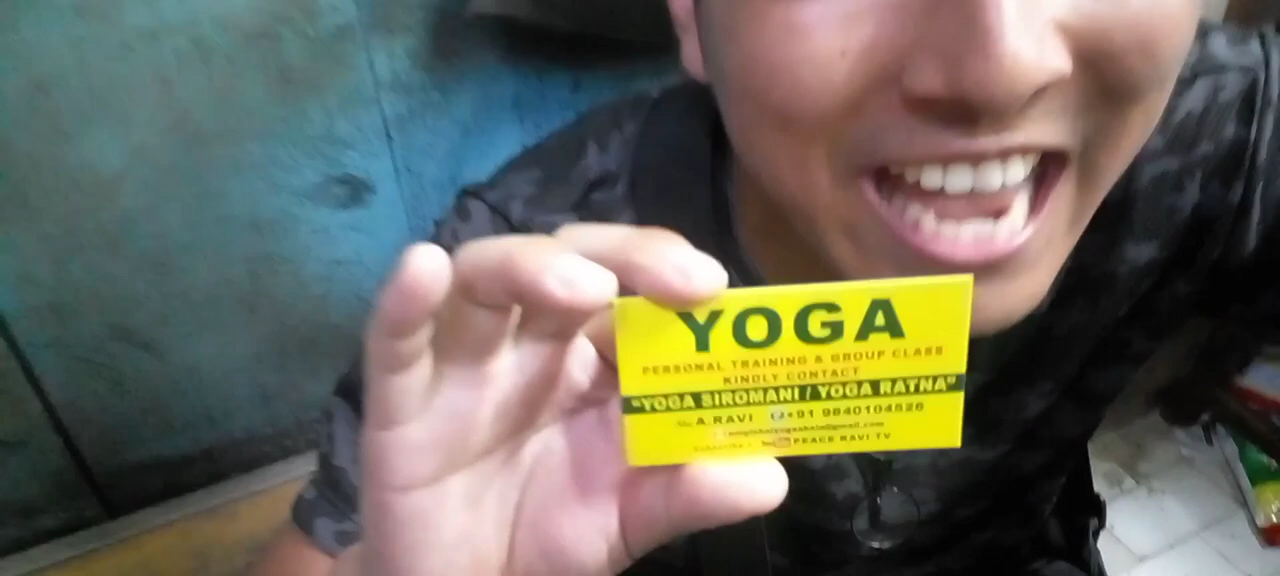 YOGA
PERSONAL TRAINING & GROUP CLASS
KINDLY CONTACT
"YOGA SIROMANI / YOGA RATNA"
A.RAVI +91 9840104526
PEACE RAVI TV